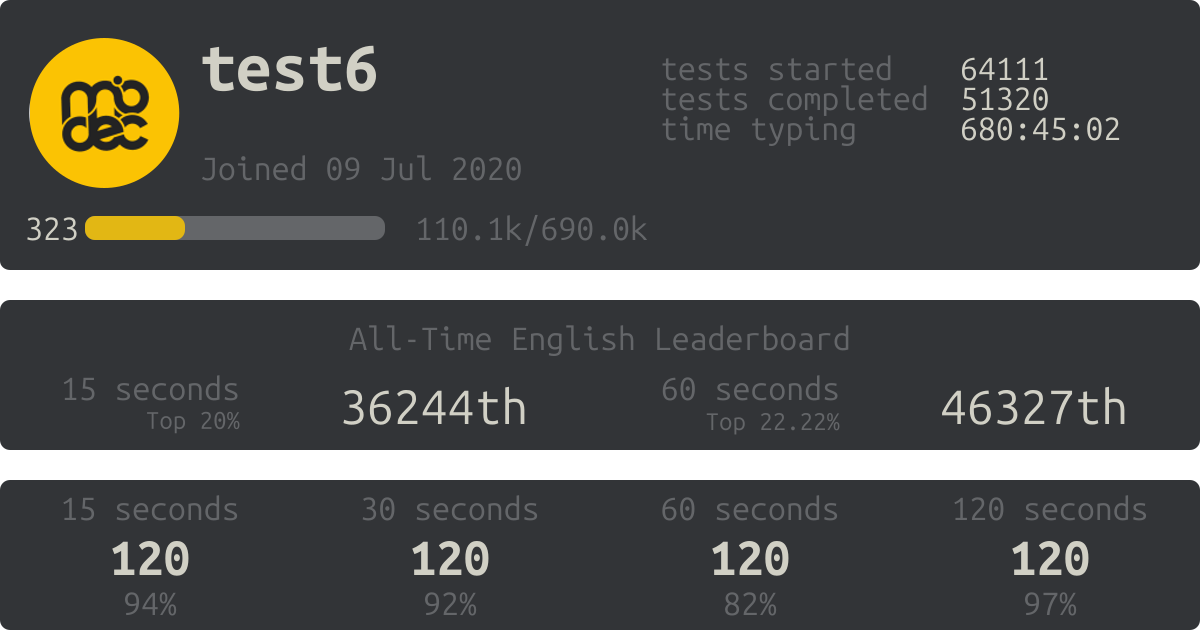 mo
dec
test6
Joined 09 Jul 2020
tests started 64111
tests completed 51320
time typing 680:45:02
323 110.1k/690.0k
All-Time English Leaderboard
15 seconds
Top 20%
36244th
60 seconds
Top 22.22%
46327th
15 seconds 30 seconds 60 seconds 120 seconds
120 120 120 120
94% 92% 82% 97%